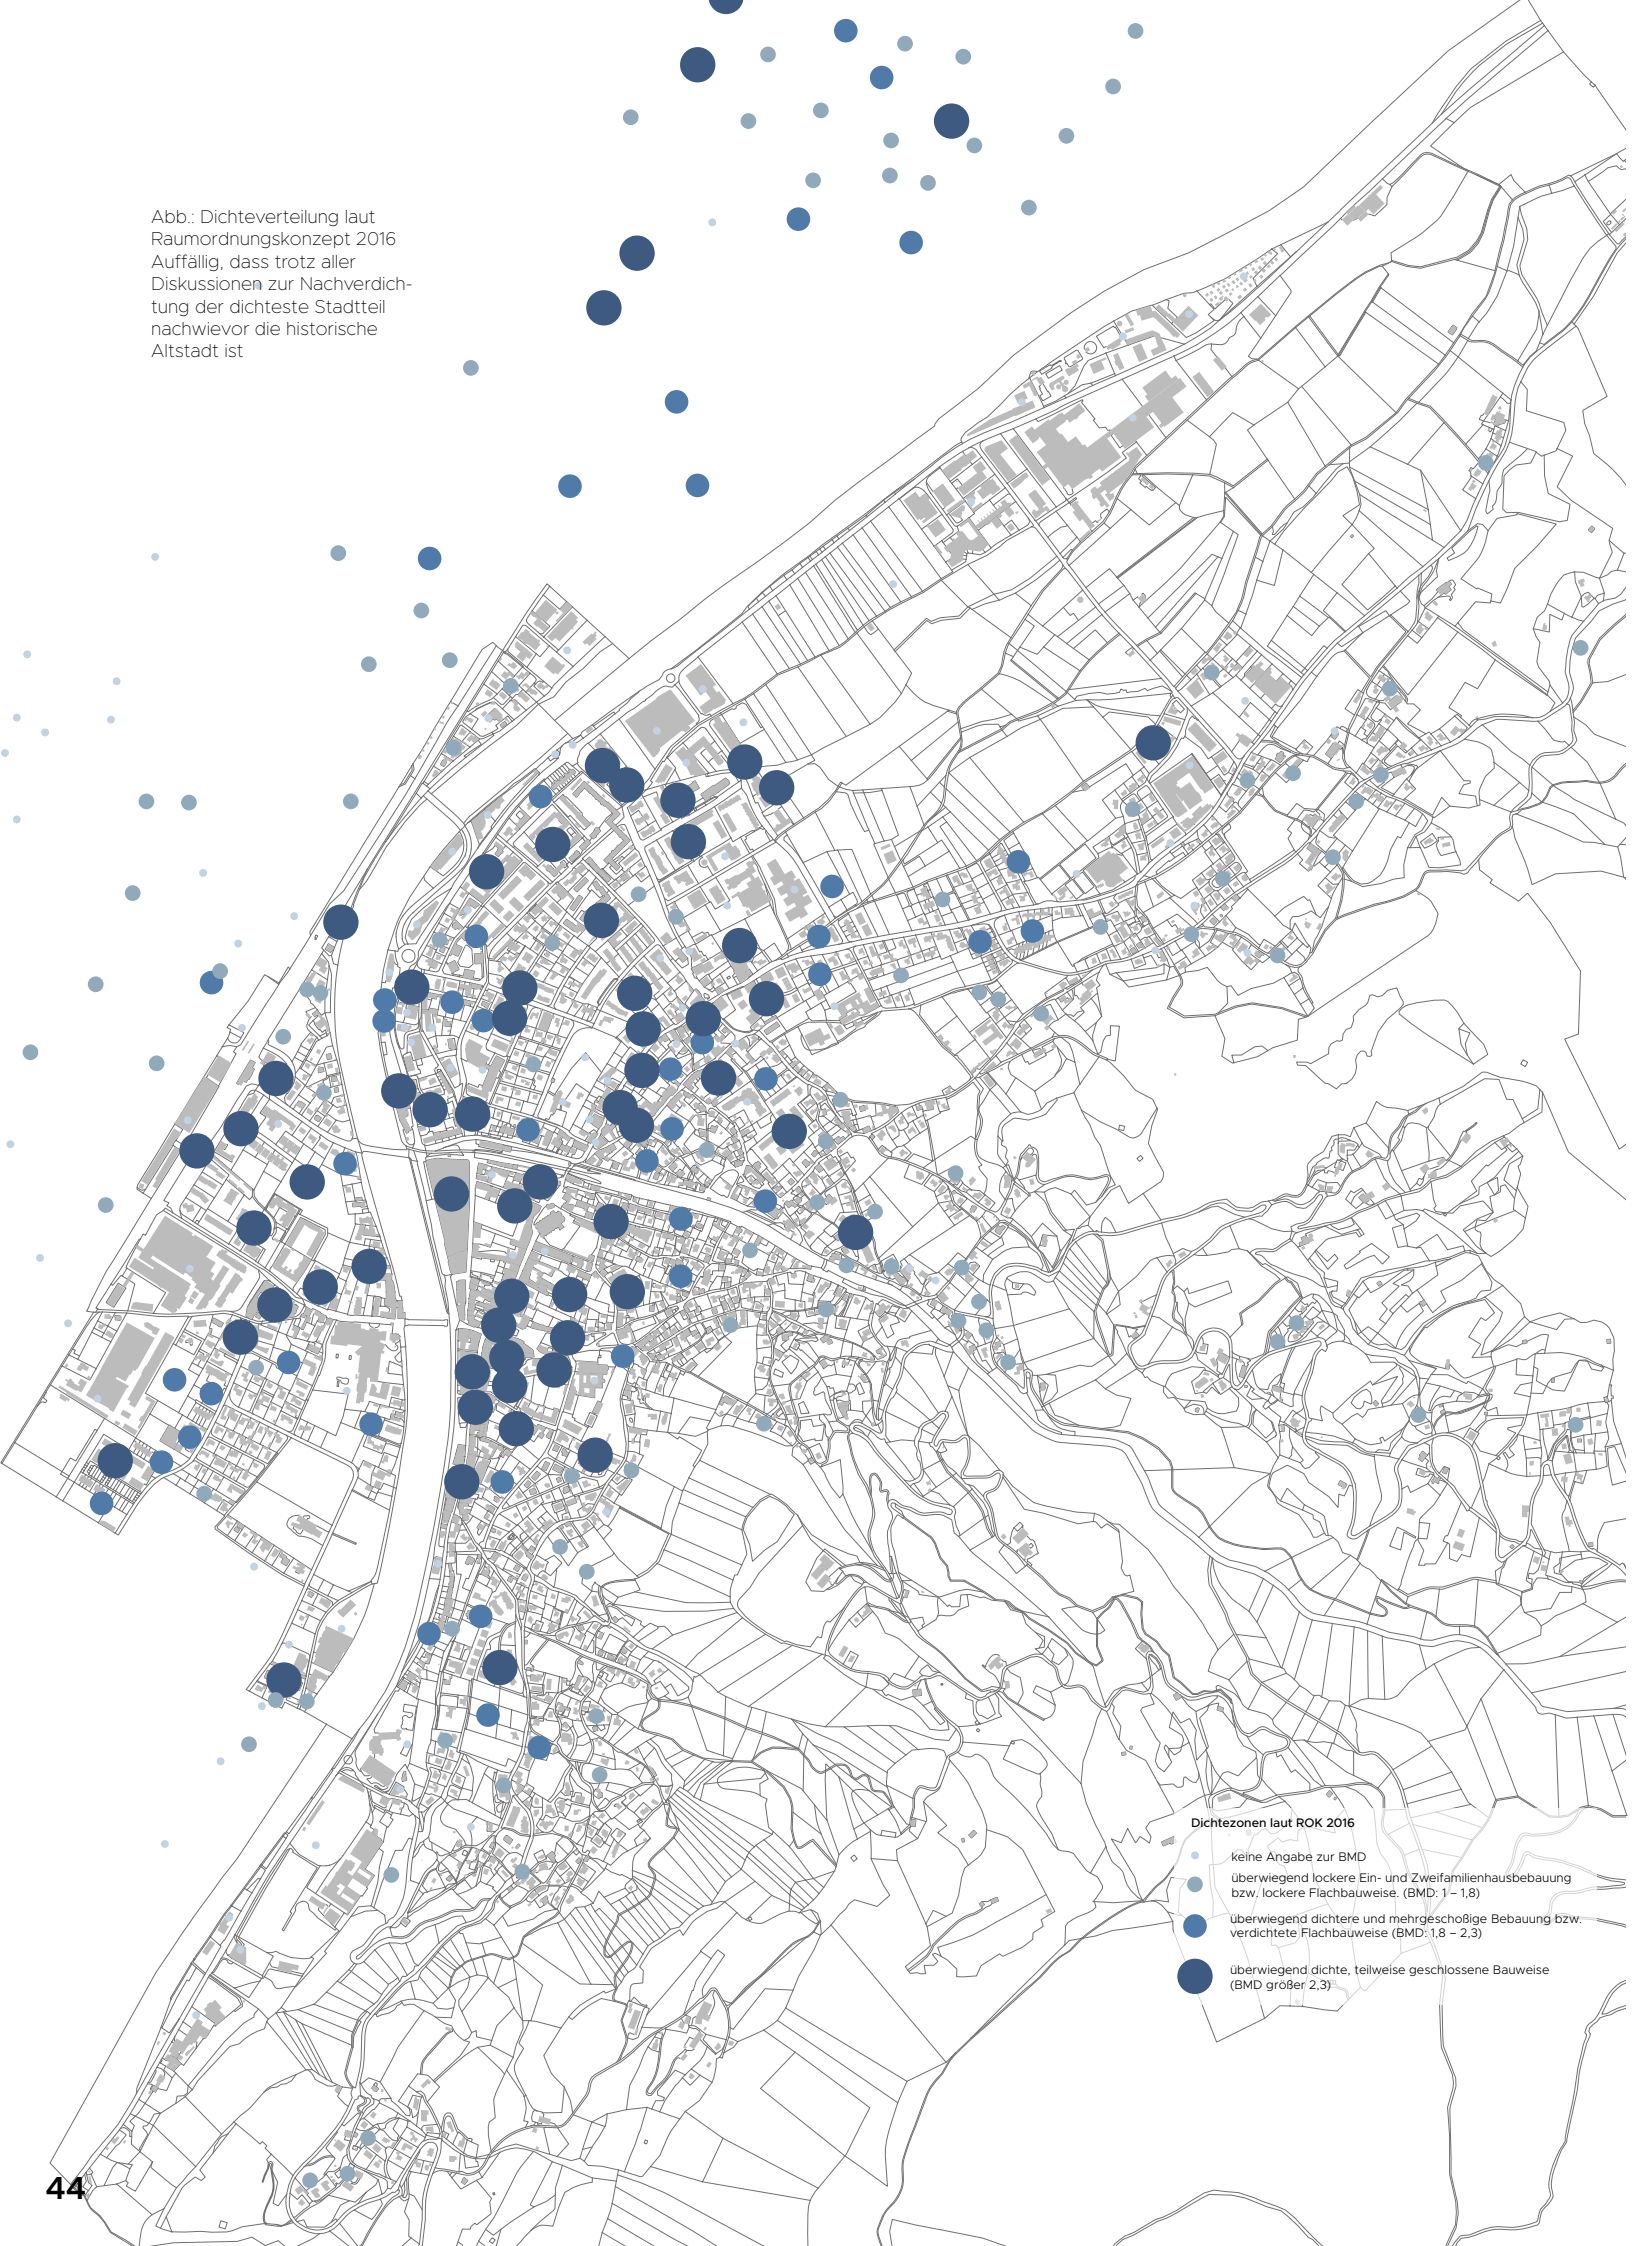 Abb.: Dichteverteilung laut
Raumordnungskonzept 2016
Auffällig, dass trotz aller
Diskussionen zur Nachverdich-
tung der dichteste Stadtteil
nachwievor die historische
Altstadt ist
Dichtezonen laut ROK 2016
keine Angabe zur BMD
überwiegend lockere Ein- und Zweifamilienhausbebauung
bzw. lockere Flachbauweise. (BMD: 1 – 1,8)
überwiegend dichtere und mehrgeschoßige Bebauung bzw.
verdichtete Flachbauweise (BMD: 1,8 – 2,3)
überwiegend dichte, teilweise geschlossene Bauweise
(BMD größer 2,3)
44